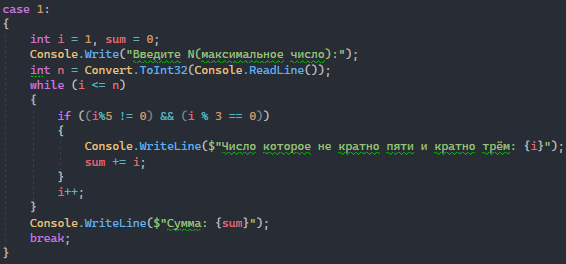 case 1:
{
int i = 1, sum = 0;
Console.Write("Введите N(максимальное число):");
int n = Convert.ToInt32(Console.ReadLine());
while (i <= n)
{
if ((i%5 != 0) && (i % 3 == 0))
{
Console.WriteLine($"Число которое не кратно пяти и кратно трём: {i}");
sum += i;
}
i++;
}
Console.WriteLine($"Сумма: {sum}");
break;
}